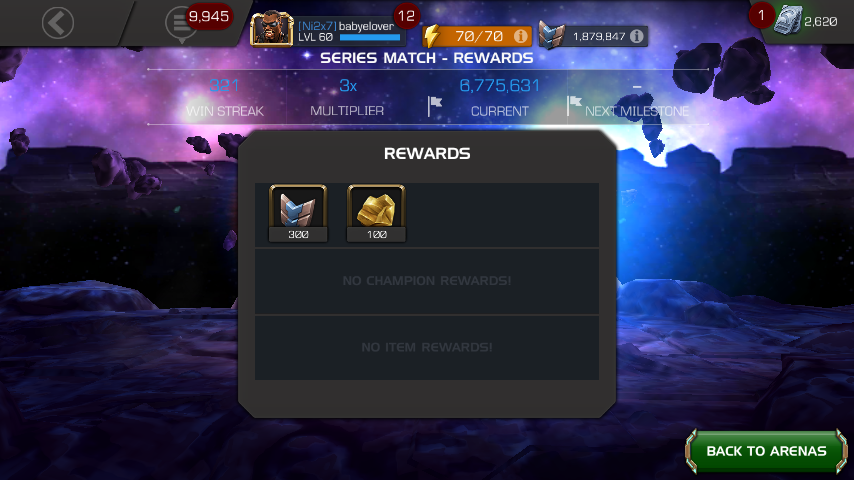 9,945
[Ni2x7] babyelover
12
LVL 60
70/70
1,879,847
1
2,620
SERIES MATCH - REWARDS
321
3x
6,775,631
–
WIN STREAK
MULTIPLIER
CURRENT
NEXT MILESTONE
REWARDS
300
100
NO CHAMPION REWARDS!
NO ITEM REWARDS!
BACK TO ARENAS